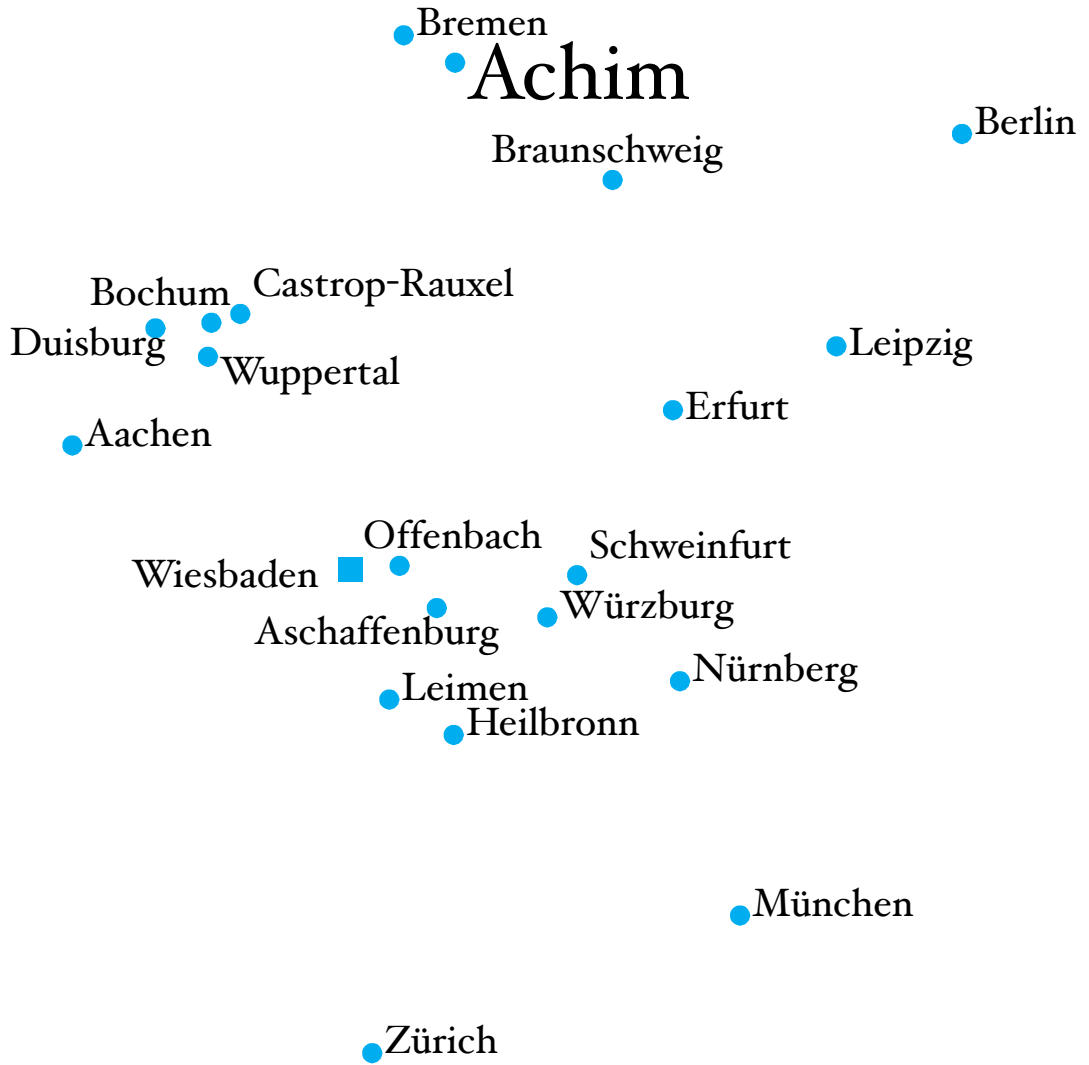 Bremen
Achim
Berlin
Braunschweig
Castrop-Rauxel
Bochum
Duisburg
Leipzig
Wuppertal
Erfurt
Aachen
Offenbach
Schweinfurt
Wiesbaden
Würzburg
Aschaffenburg
Nürnberg
Leimen
Heilbronn
München
Zürich